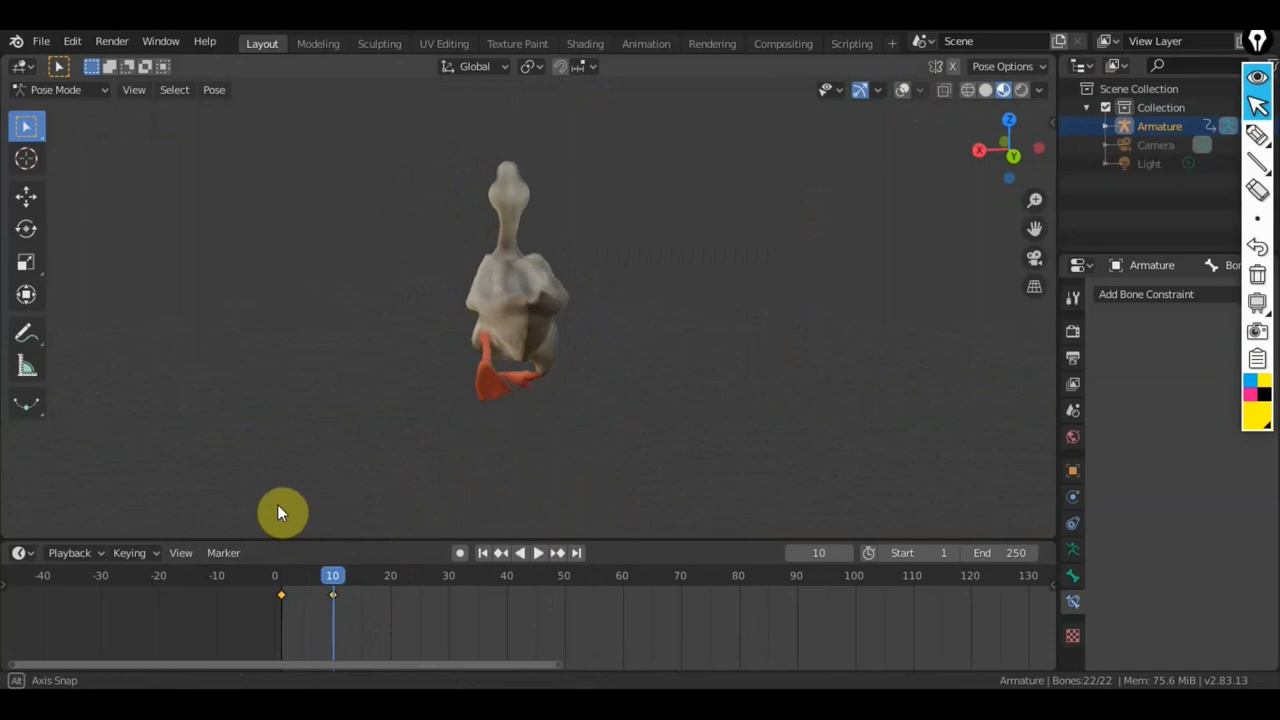 File Edit Render Window Help Layout Modeling Sculpting UV Editing Texture Paint Shading Animation Rendering Compositing Scripting + Scene View Layer
Global X Pose Options
Pose Mode View Select Pose
Scene Collection
Collection
Armature
Camera
Light
Z
X
Y
Armature
Add Bone Constraint
Playback Keying View Marker 10 Start 1 End 250
-40 -30 -20 -10 0 10 20 30 40 50 60 70 80 90 100 110 120 130
Alt Axis Snap Armature | Bones:22/22 | Mem: 75.6 MiB | v2.83.13